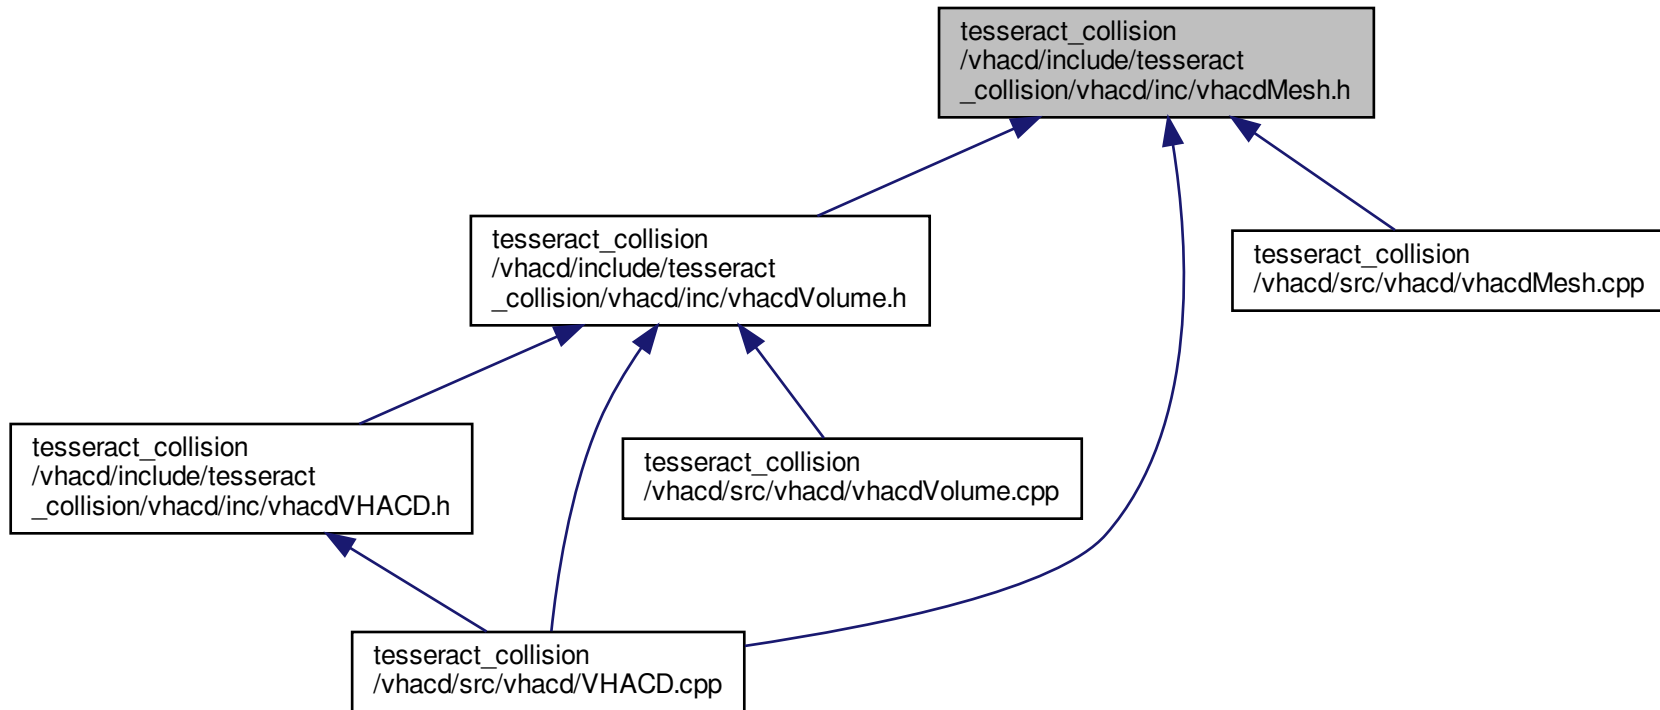 tesseract_collision
/vhacd/include/tesseract
_collision/vhacd/inc/vhacdMesh.h
tesseract_collision
/vhacd/include/tesseract
_collision/vhacd/inc/vhacdVolume.h
tesseract_collision
/vhacd/src/vhacd/vhacdMesh.cpp
tesseract_collision
/vhacd/include/tesseract
_collision/vhacd/inc/vhacdVHACD.h
tesseract_collision
/vhacd/src/vhacd/vhacdVolume.cpp
tesseract_collision
/vhacd/src/vhacd/VHACD.cpp